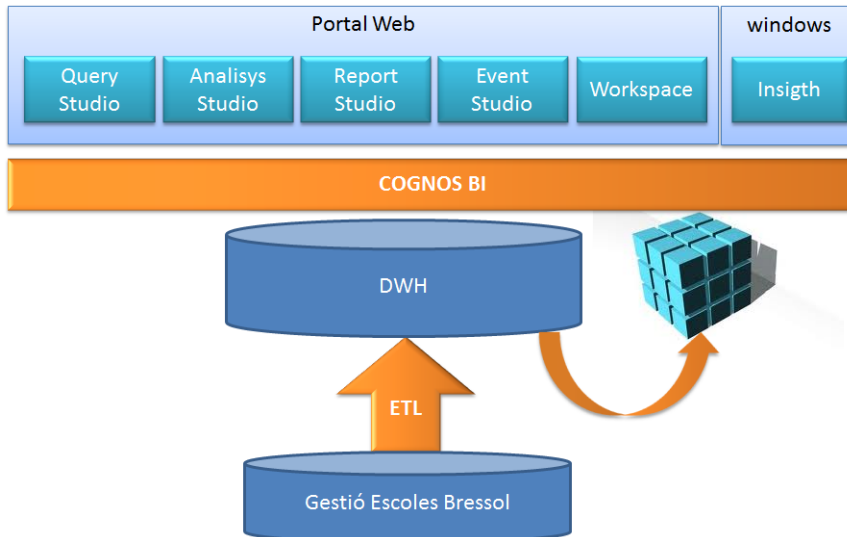 Portal Web
windows
Query
Studio
Analisys
Studio
Report
Studio
Event
Studio
Workspace
Insigth
COGNOS BI
DWH
ETL
Gestió Escoles Bressol